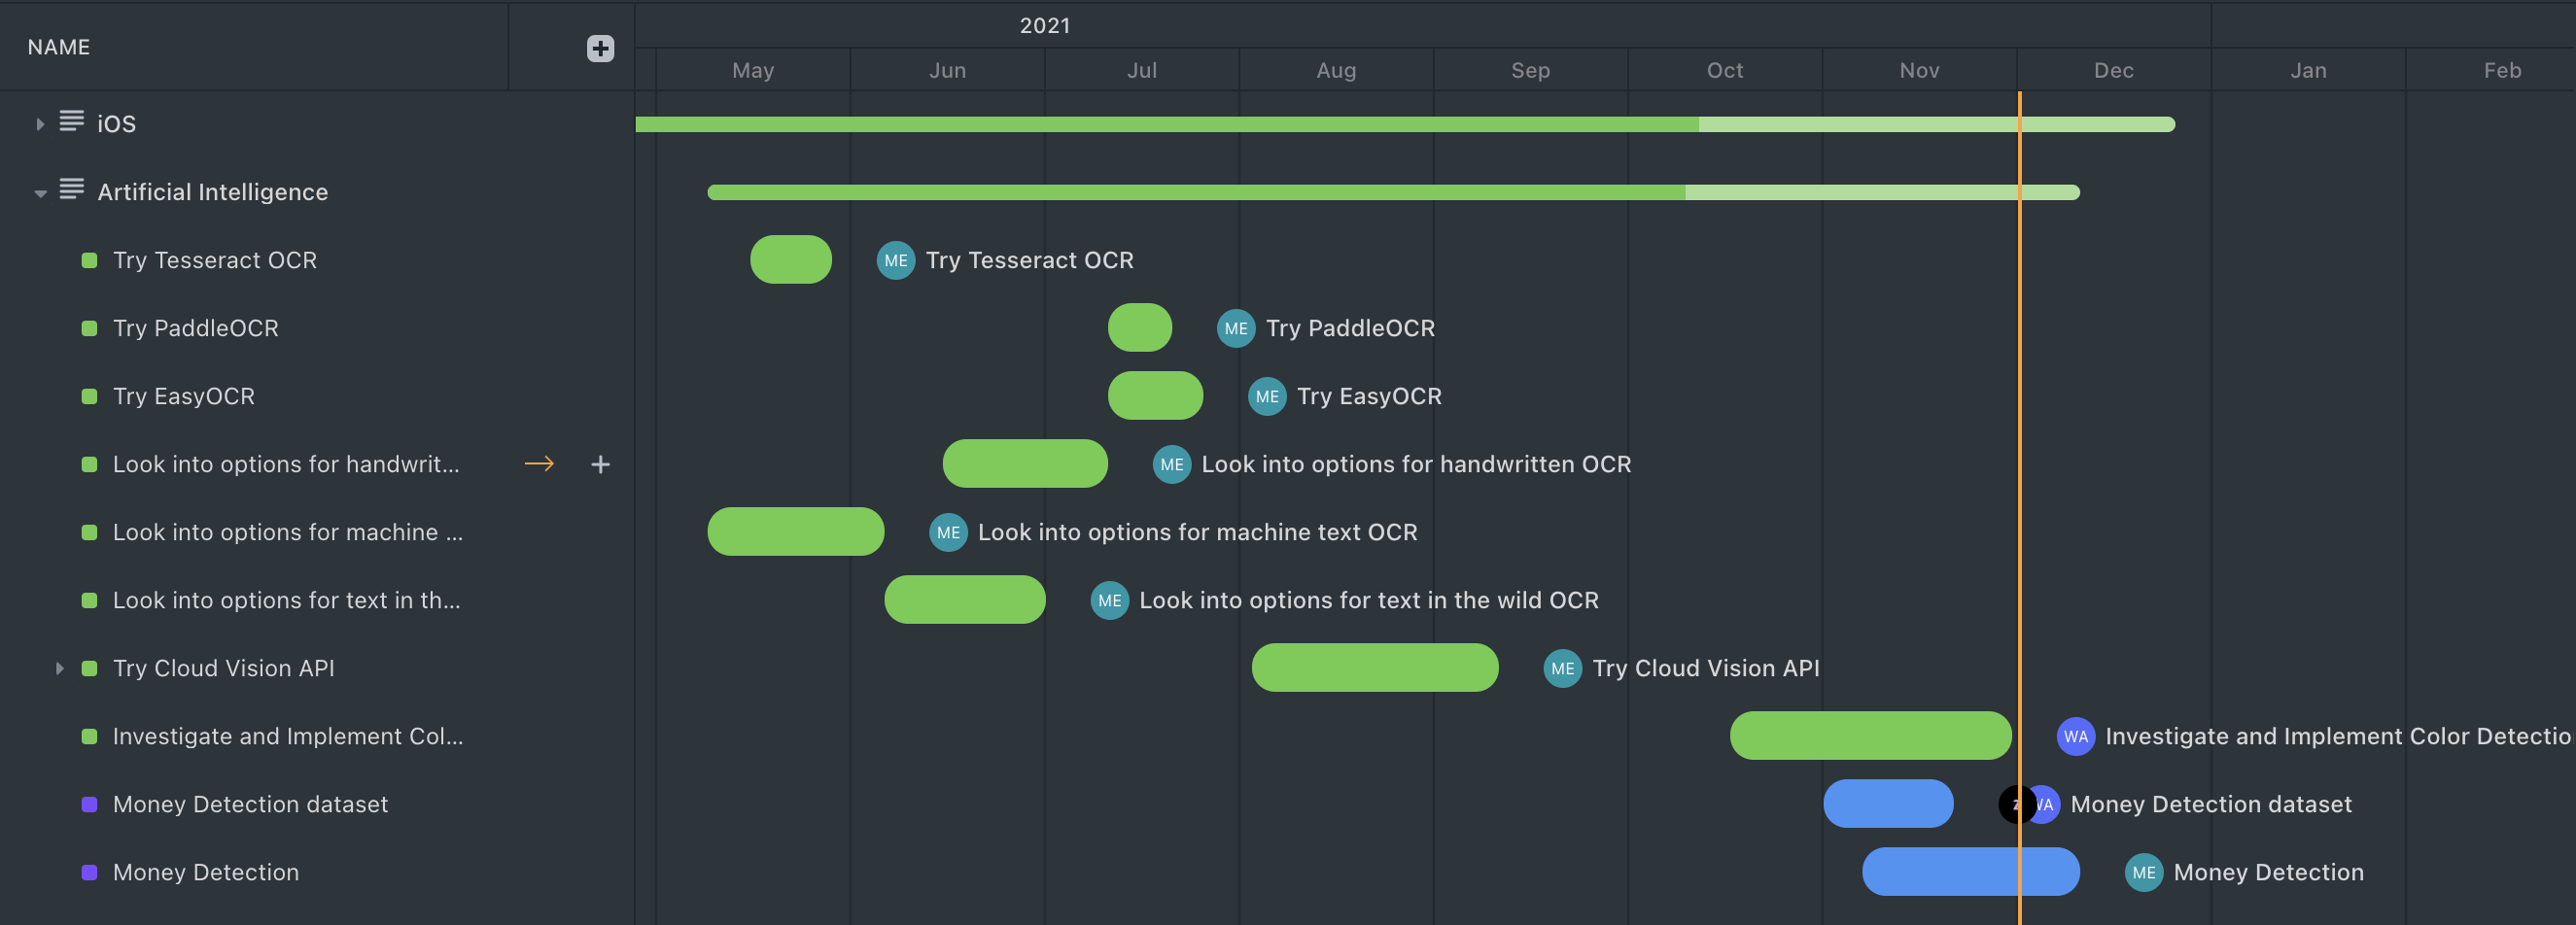 NAME
2021
May Jun Jul Aug Sep Oct Nov Dec Jan Feb
iOS
Artificial Intelligence
Try Tesseract OCR ME Try Tesseract OCR
Try PaddleOCR ME Try PaddleOCR
Try EasyOCR ME Try EasyOCR
Look into options for handwrit... ME Look into options for handwritten OCR
Look into options for machine ... ME Look into options for machine text OCR
Look into options for text in th... ME Look into options for text in the wild OCR
Try Cloud Vision API ME Try Cloud Vision API
Investigate and Implement Col... WA Investigate and Implement Color Detectio
Money Detection dataset Money Detection dataset
Money Detection ME Money Detection